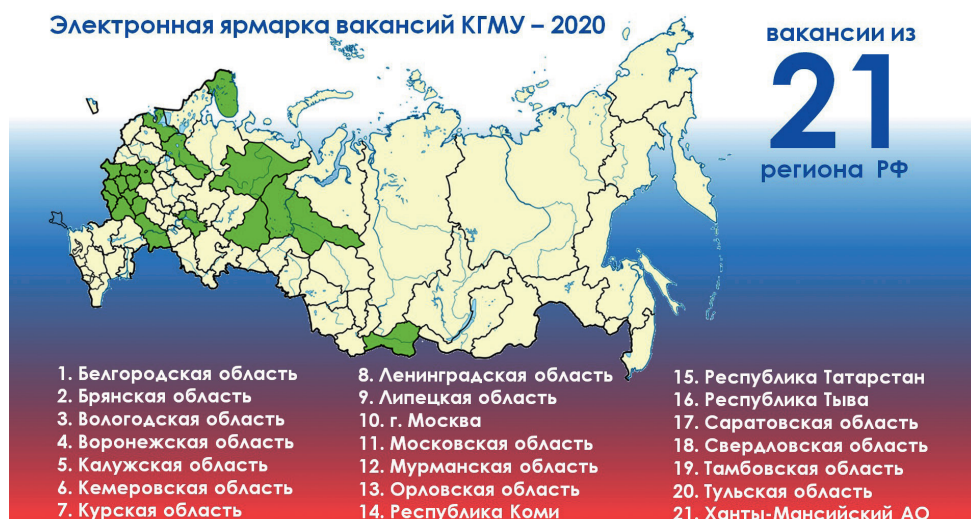 Электронная ярмарка вакансий КГМУ – 2020
вакансии из
21
региона РФ
1. Белгородская область
2. Брянская область
3. Вологодская область
4. Воронежская область
5. Калужская область
6. Кемеровская область
7. Курская область
8. Ленинградская область
9. Липецкая область
10. г. Москва
11. Московская область
12. Мурманская область
13. Орловская область
14. Республика Коми
15. Республика Татарстан
16. Республика Тыва
17. Саратовская область
18. Свердловская область
19. Тамбовская область
20. Тульская область
21. Ханты-Мансийский АО